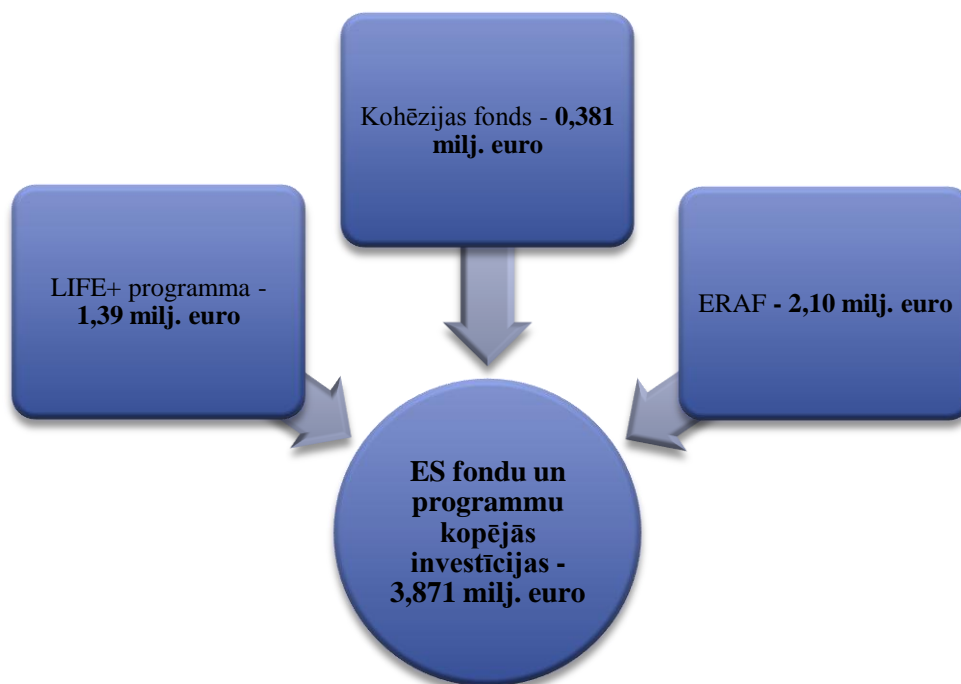 Kohēzijas fonds - 0,381
milj. euro
LIFE+ programma -
1,39 milj. euro
ERAF - 2,10 milj. euro
ES fondu un
programmu
kopējās
investīcijas -
3,871 milj. euro